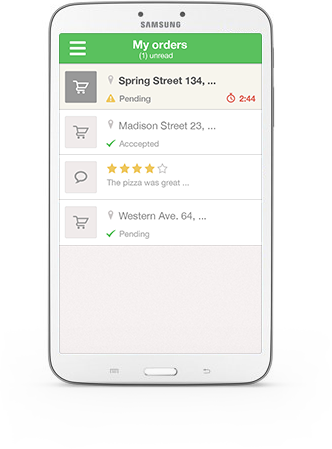 SAMSUNG
My orders
(1) unread
Spring Street 134, ...
Pending
2:44
Madison Street 23, ...
Acccepted
The pizza was great ...
Western Ave. 64, ...
Pending